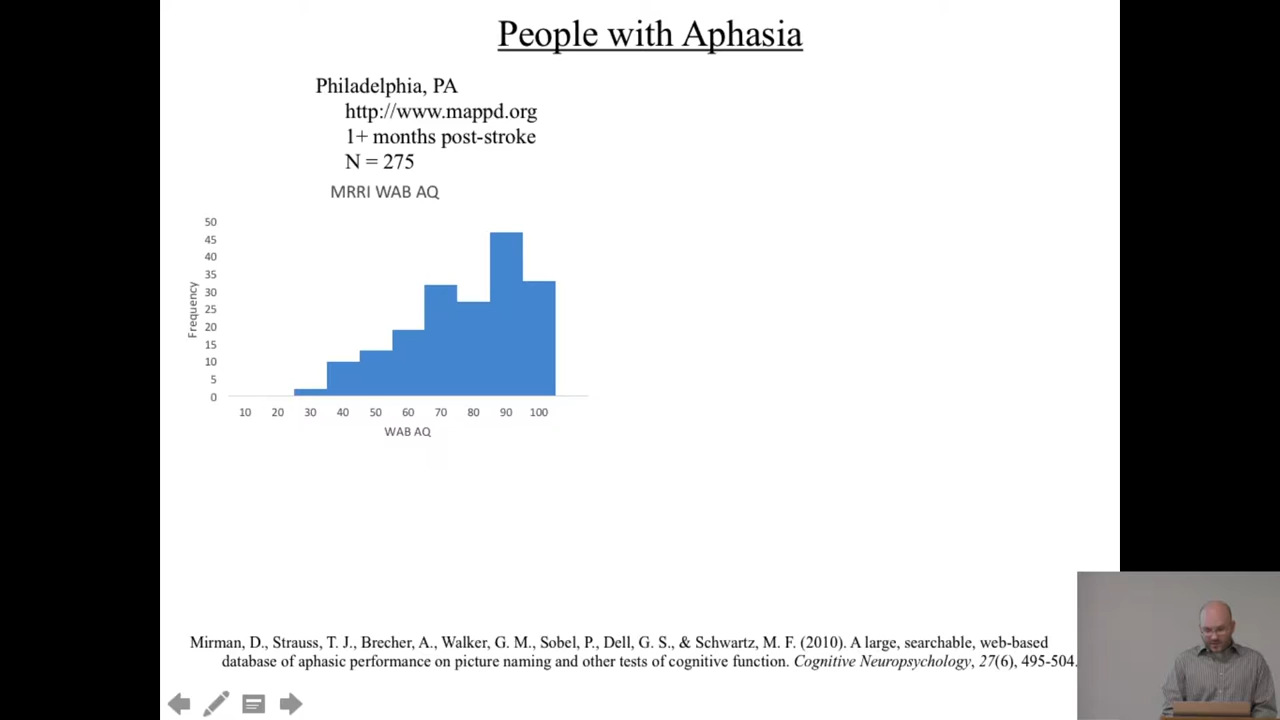 People with Aphasia
Philadelphia, PA
http://www.mappd.org
1+ months post-stroke
N = 275
MRRI WAB AQ
50
45
40
35
30
25
20
15
10
5
0
Frequency
10 20 30 40 50 60 70 80 90 100
WAB AQ
Mirman, D., Strauss, T. J., Brecher, A., Walker, G. M., Sobel, P., Dell, G. S., & Schwartz, M. F. (2010). A large, searchable, web-based
database of aphasic performance on picture naming and other tests of cognitive function. Cognitive Neuropsychology, 27(6), 495-504.